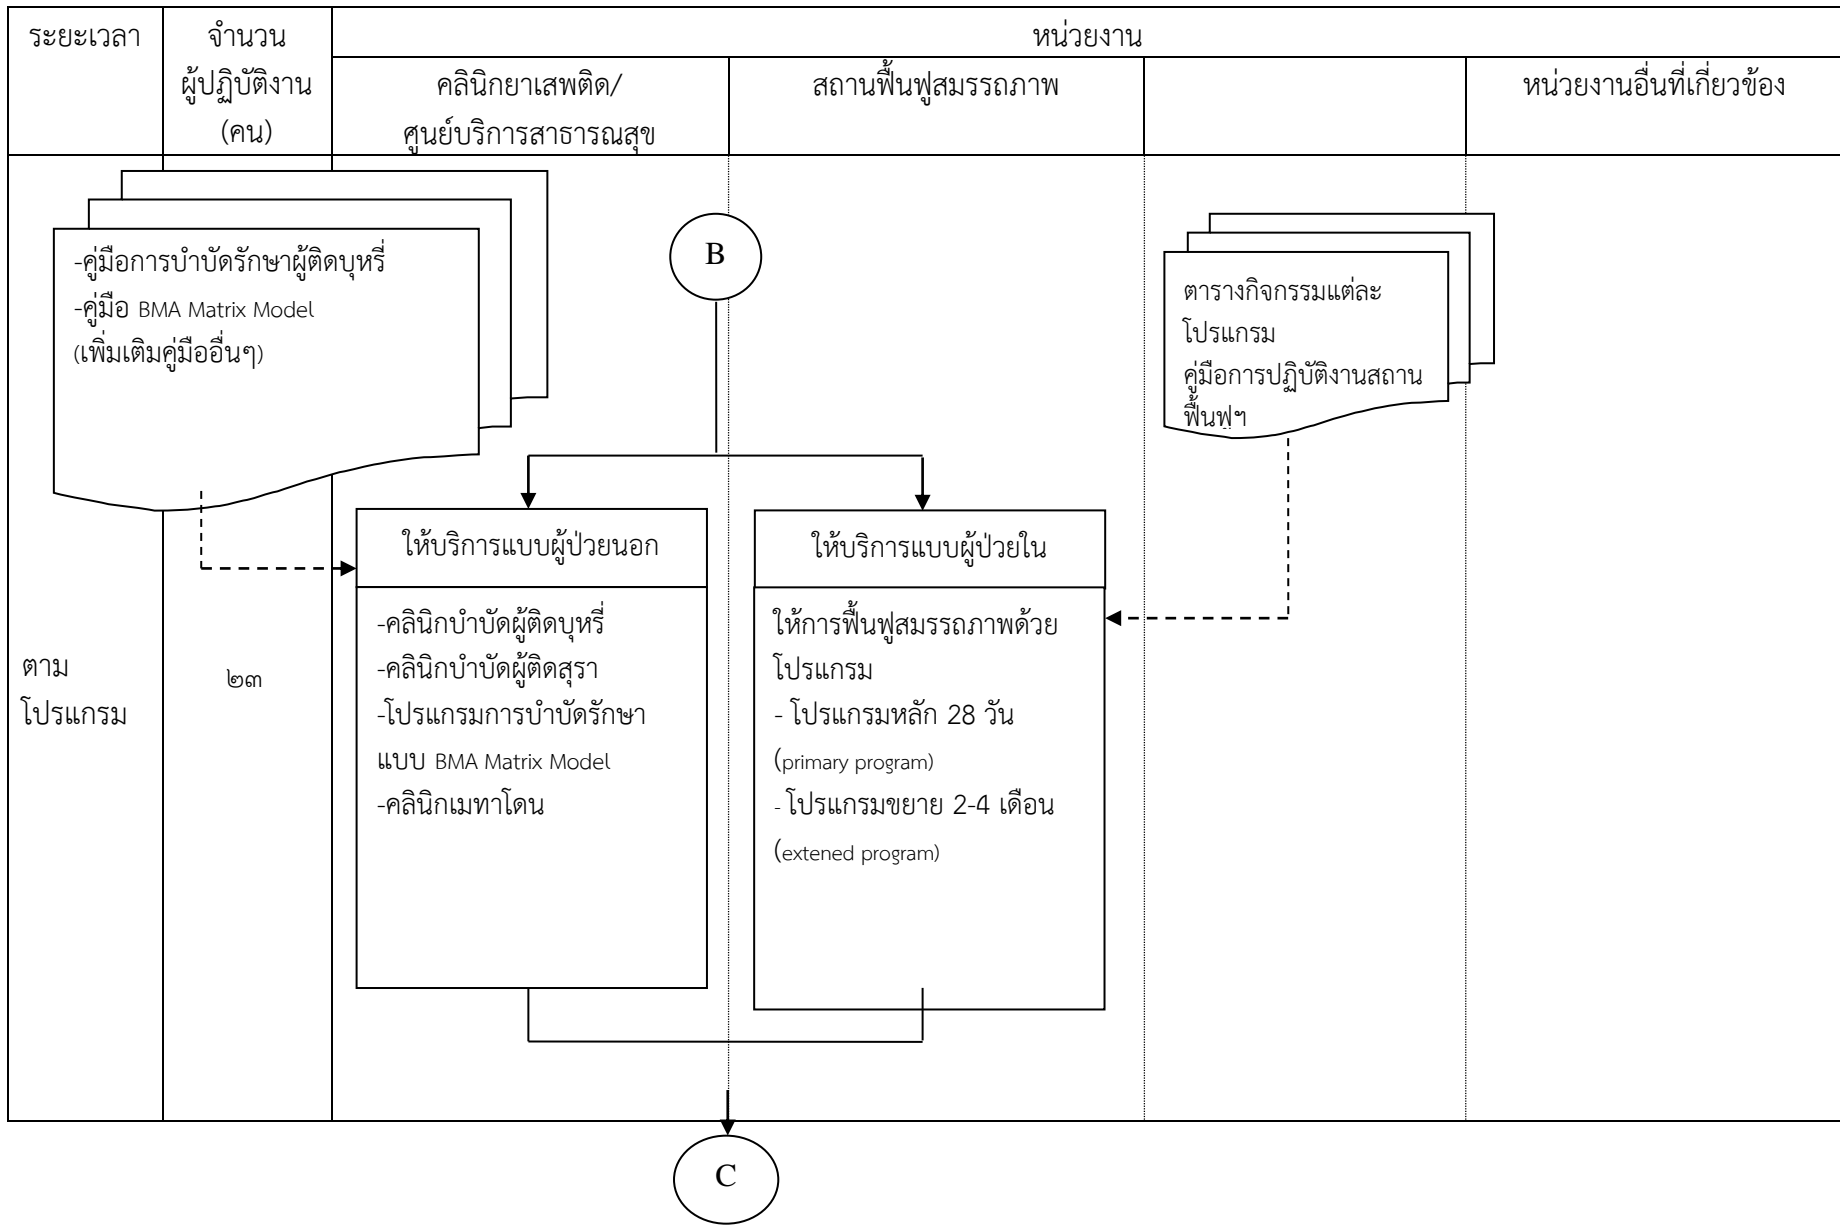 ระยะเวลา
จำนวน
ผู้ปฏิบัติงาน
(คน)
หน่วยงาน
คลินิกยาเสพติด/
ศูนย์บริการสาธารณสุข
สถานฟื้นฟูสมรรถภาพ
หน่วยงานอื่นที่เกี่ยวข้อง
-คู่มือการบำบัดรักษาผู้ติดบุหรี่
-คู่มือ BMA Matrix Model
(เพิ่มเติมคู่มืออื่นๆ)
B
ตารางกิจกรรมแต่ละ
โปรแกรม
คู่มือการปฏิบัติงานสถาน
ฟื้นฟูฯ
ตาม
โปรแกรม
๒๓
ให้บริการแบบผู้ป่วยนอก
-คลินิกบำบัดผู้ติดบุหรี่
-คลินิกบำบัดผู้ติดสุรา
-โปรแกรมการบำบัดรักษา
แบบ BMA Matrix Model
-คลินิกเมทาโดน
ให้บริการแบบผู้ป่วยใน
ให้การฟื้นฟูสมรรถภาพด้วย
โปรแกรม
- โปรแกรมหลัก 28 วัน
(primary program)
- โปรแกรมขยาย 2-4 เดือน
(extened program)
C